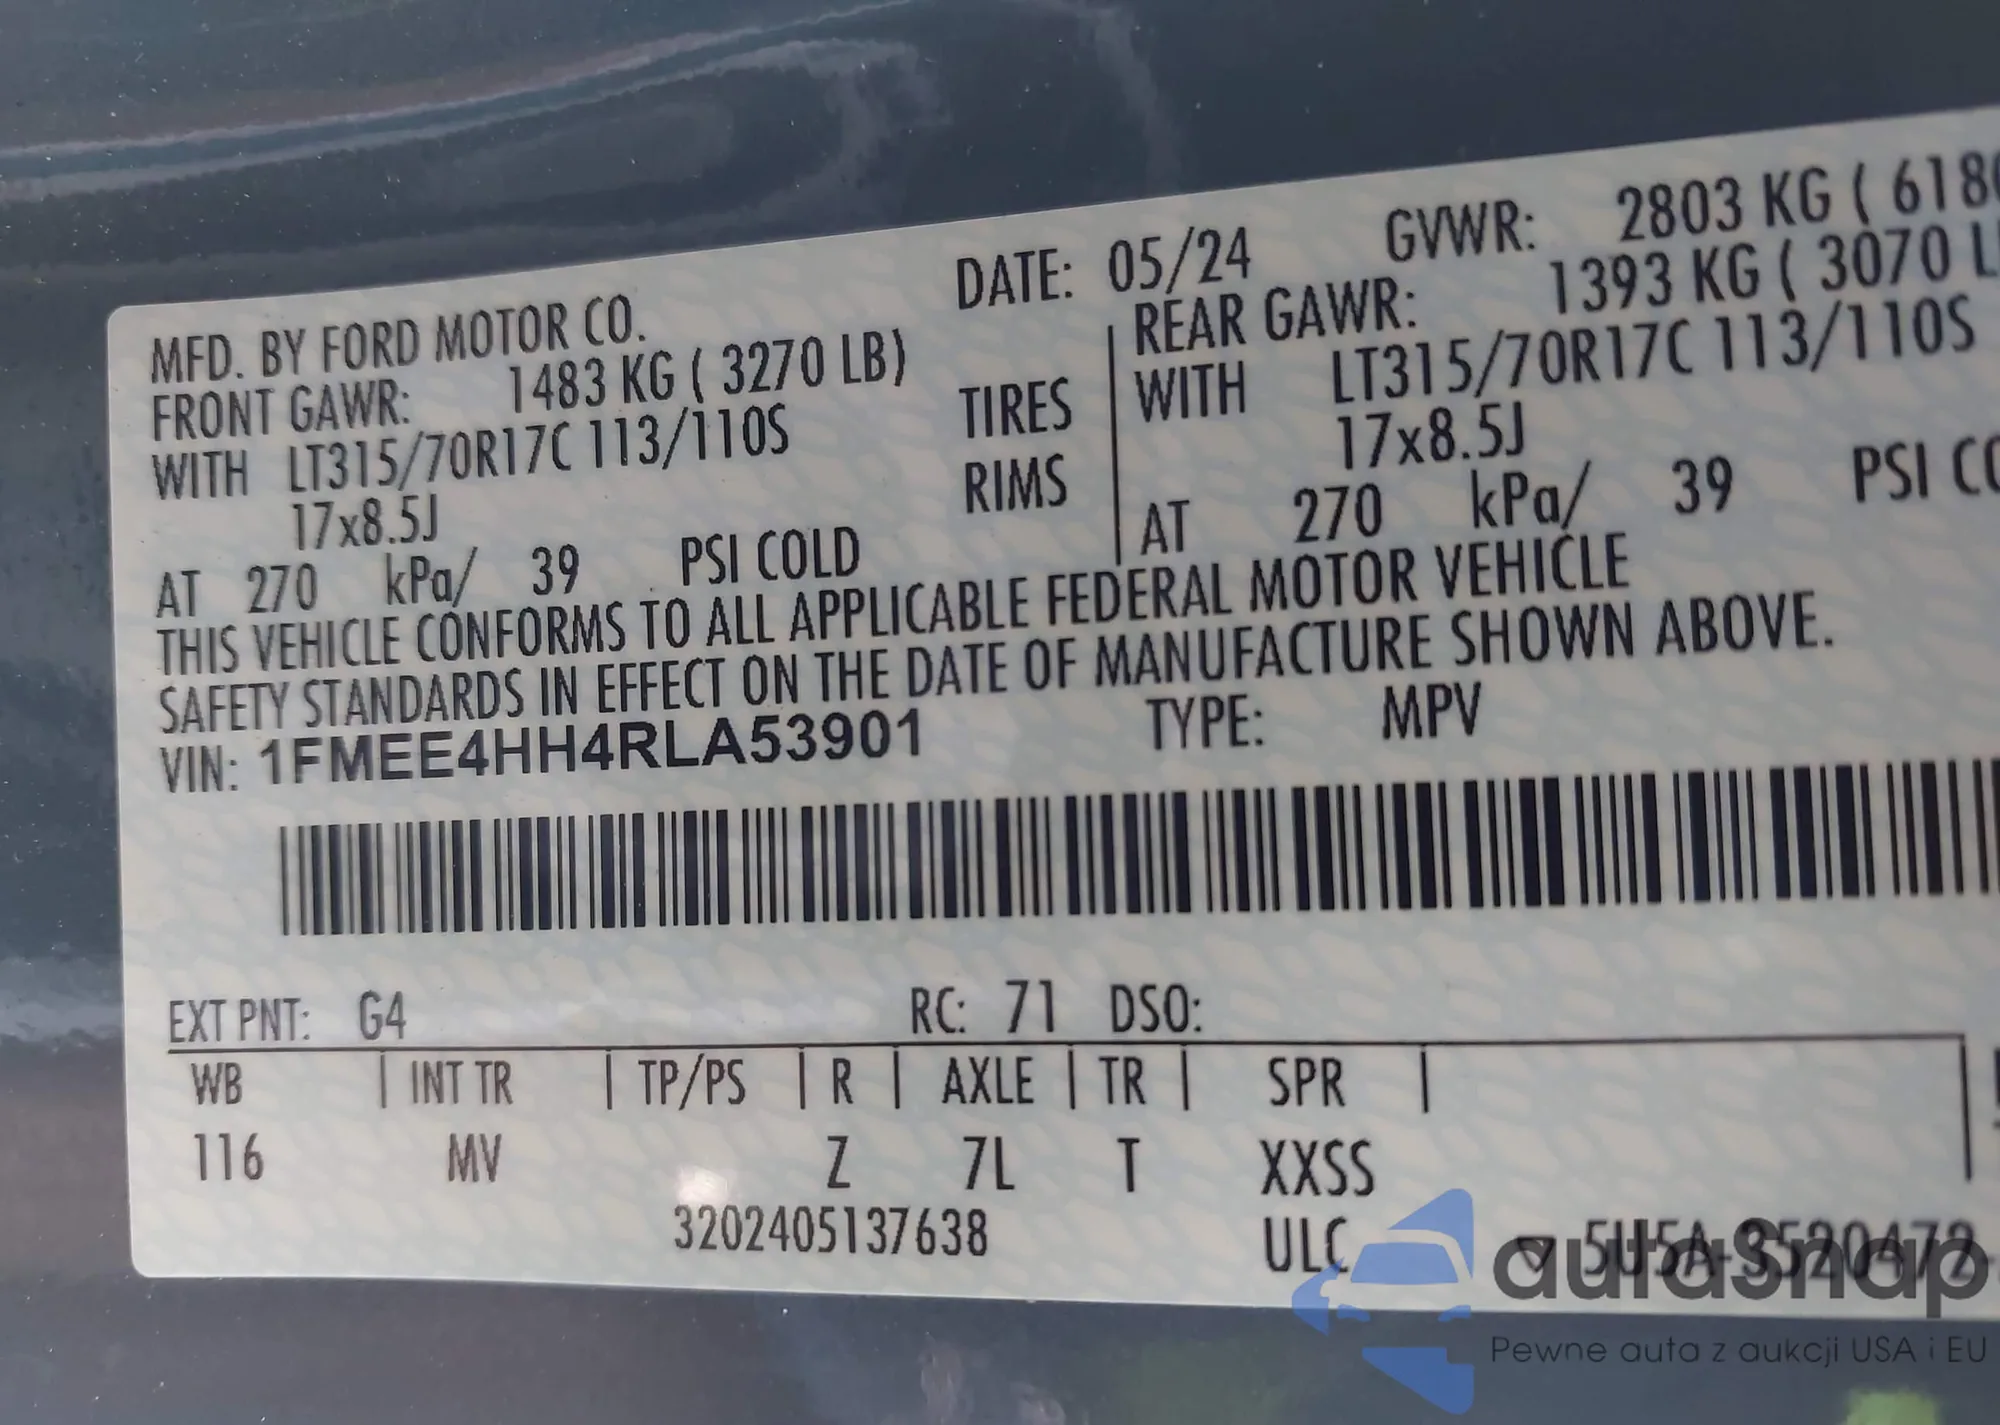 MFD. BY FORD MOTOR CO. DATE: 05/24 GVWR: 2803 KG ( 618
FRONT GAWR: 1483 KG ( 3270 LB) REAR GAWR: 1393 KG ( 3070 L
WITH LT315/70R17C 113/110S TIRES WITH LT315/70R17C 113/110S
17x8.5J RIMS 17x8.5J
AT 270 kPa/ 39 PSI COLD AT 270 kPa/ 39 PSI CO
THIS VEHICLE CONFORMS TO ALL APPLICABLE FEDERAL MOTOR VEHICLE
SAFETY STANDARDS IN EFFECT ON THE DATE OF MANUFACTURE SHOWN ABOVE.
VIN: 1FMEE4HH4RLA53901 TYPE: MPV
EXT PNT: G4 RC: 71 DSO:
WB | INT TR | TP/PS | R | AXLE | TR | SPR |
116 MV Z 7L T XXSS
3202405137638 ULC 5U5A-3520472-
autosnap
Pewne auta z aukcji USA i EU